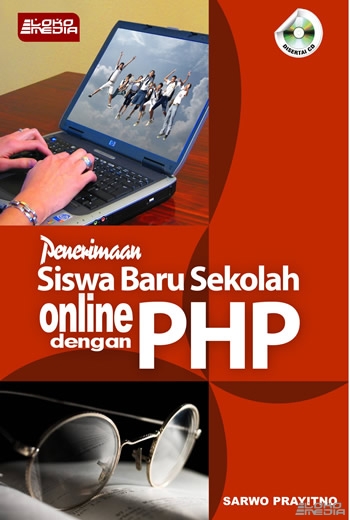 LOKO
MEDIA
DISERTAI CD
Penerimaan
Siswa Baru Sekolah
online
dengan
PHP
SARWO PRAYITNO
LOKO
MEDIA